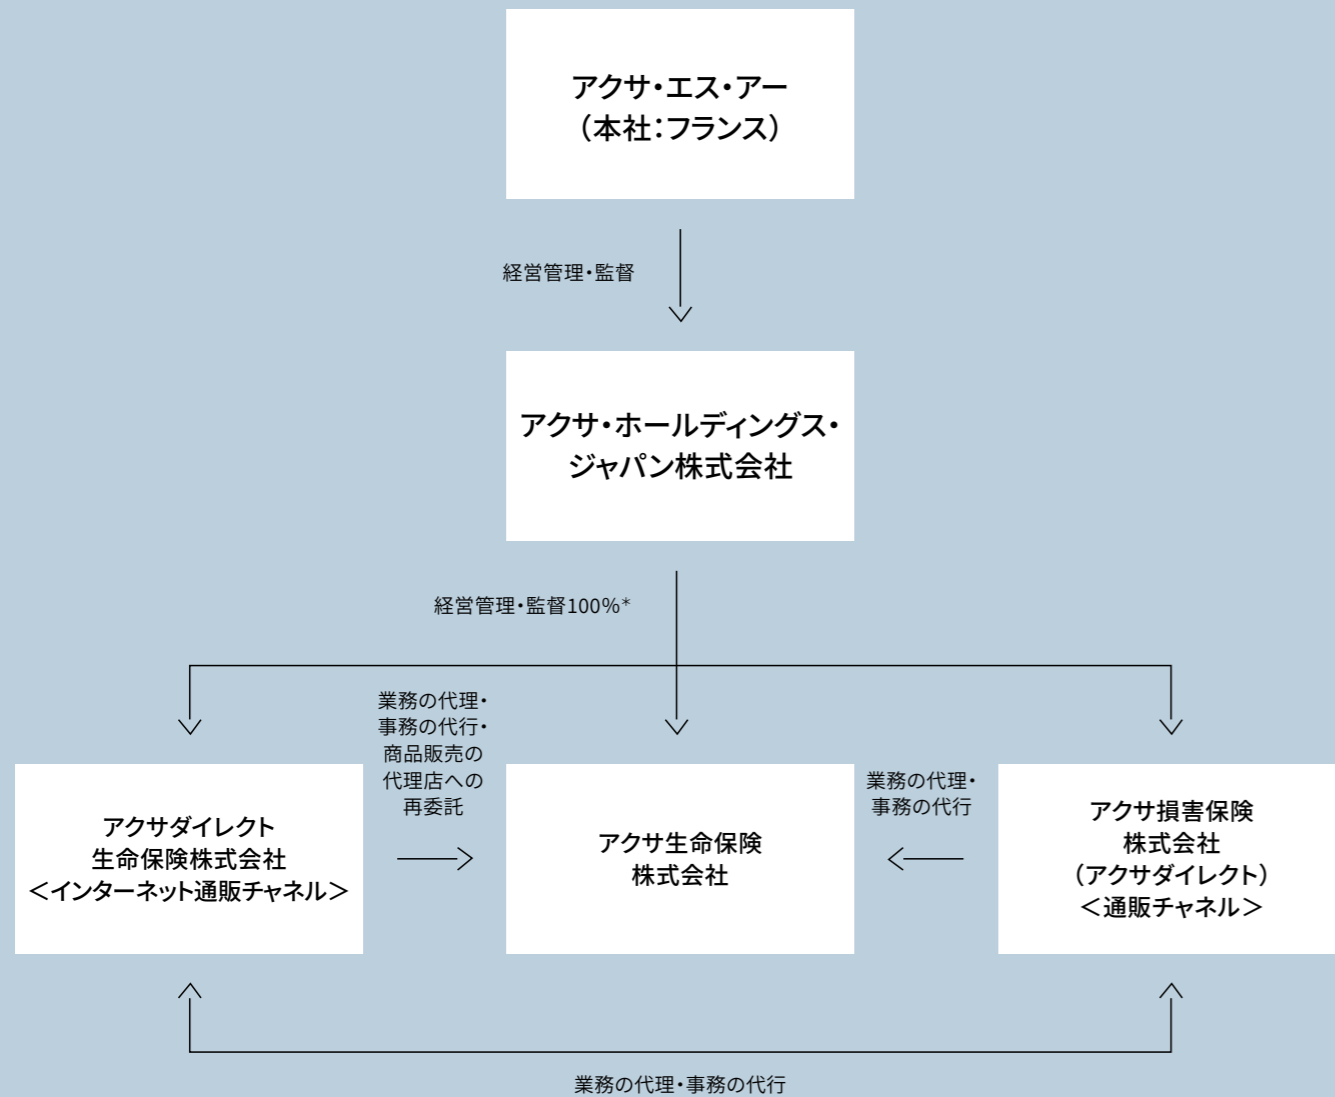 アクサ・エス・アー
（本社：フランス）
経営管理・監督
アクサ・ホールディングス・
ジャパン株式会社
経営管理・監督100%*
業務の代理・
事務の代行・
商品販売の
代理店への
再委託
業務の代理・
事務の代行
アクサダイレクト
生命保険株式会社
＜インターネット通販チャネル＞
アクサ生命保険
株式会社
アクサ損害保険
株式会社
（アクサダイレクト）
＜通販チャネル＞
業務の代理・事務の代行